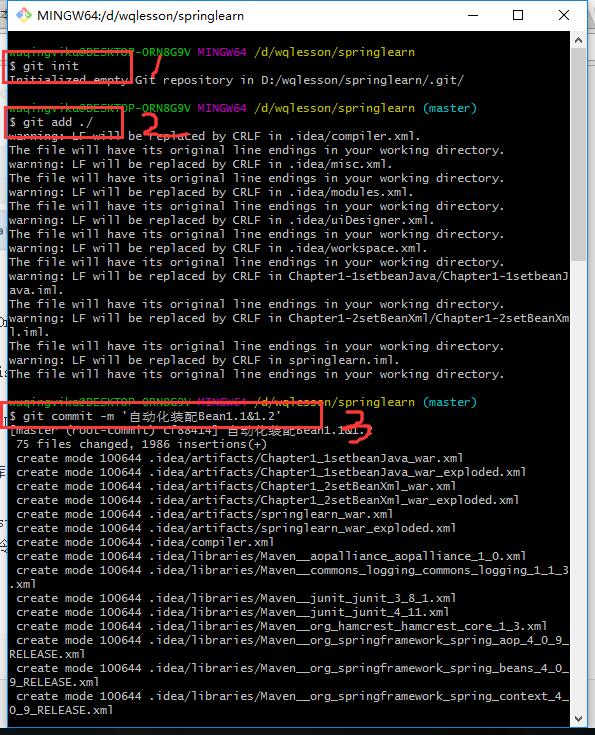 MINGW64:/d/wqlesson/springlearn
wuqingvika@DESKTOP-ORN8G9V MINGW64 /d/wqlesson/springlearn
$ git init
1
Initialized empty Git repository in D:/wqlesson/springlearn/.git/
wuqingvika@DESKTOP-ORN8G9V MINGW64 /d/wqlesson/springlearn (master)
$ git add ./
2
warning: LF will be replaced by CRLF in .idea/compiler.xml.
The file will have its original line endings in your working directory.
warning: LF will be replaced by CRLF in .idea/misc.xml.
The file will have its original line endings in your working directory.
warning: LF will be replaced by CRLF in .idea/modules.xml.
The file will have its original line endings in your working directory.
warning: LF will be replaced by CRLF in .idea/uiDesigner.xml.
The file will have its original line endings in your working directory.
warning: LF will be replaced by CRLF in .idea/workspace.xml.
The file will have its original line endings in your working directory.
warning: LF will be replaced by CRLF in Chapter1-1setbeanJava/Chapter1-1setbeanJ
ava.iml.
The file will have its original line endings in your working directory.
warning: LF will be replaced by CRLF in Chapter1-2setBeanXml/Chapter1-2setBeanXm
l.iml.
The file will have its original line endings in your working directory.
warning: LF will be replaced by CRLF in springlearn.iml.
The file will have its original line endings in your working directory.
wuqingvika@DESKTOP-ORN8G9V MINGW64 /d/wqlesson/springlearn (master)
$ git commit -m '自动化装配Bean1.1&1.2'
3
[master (root-commit) cf88414] 自动化装配Bean1.1&1.2
75 files changed, 1986 insertions(+)
create mode 100644 .idea/artifacts/Chapter1_1setbeanJava_war.xml
create mode 100644 .idea/artifacts/Chapter1_1setbeanJava_war_exploded.xml
create mode 100644 .idea/artifacts/Chapter1_2setBeanXml_war.xml
create mode 100644 .idea/artifacts/Chapter1_2setBeanXml_war_exploded.xml
create mode 100644 .idea/artifacts/springlearn_war.xml
create mode 100644 .idea/artifacts/springlearn_war_exploded.xml
create mode 100644 .idea/compiler.xml
create mode 100644 .idea/libraries/Maven__aopalliance_aopalliance_1_0.xml
create mode 100644 .idea/libraries/Maven__commons_logging_commons_logging_1_1_3
.xml
create mode 100644 .idea/libraries/Maven__junit_junit_3_8_1.xml
create mode 100644 .idea/libraries/Maven__junit_junit_4_11.xml
create mode 100644 .idea/libraries/Maven__org_hamcrest_hamcrest_core_1_3.xml
create mode 100644 .idea/libraries/Maven__org_springframework_spring_aop_4_0_9_
RELEASE.xml
create mode 100644 .idea/libraries/Maven__org_springframework_spring_beans_4_0_
9_RELEASE.xml
create mode 100644 .idea/libraries/Maven__org_springframework_spring_context_4_
0_9_RELEASE.xml